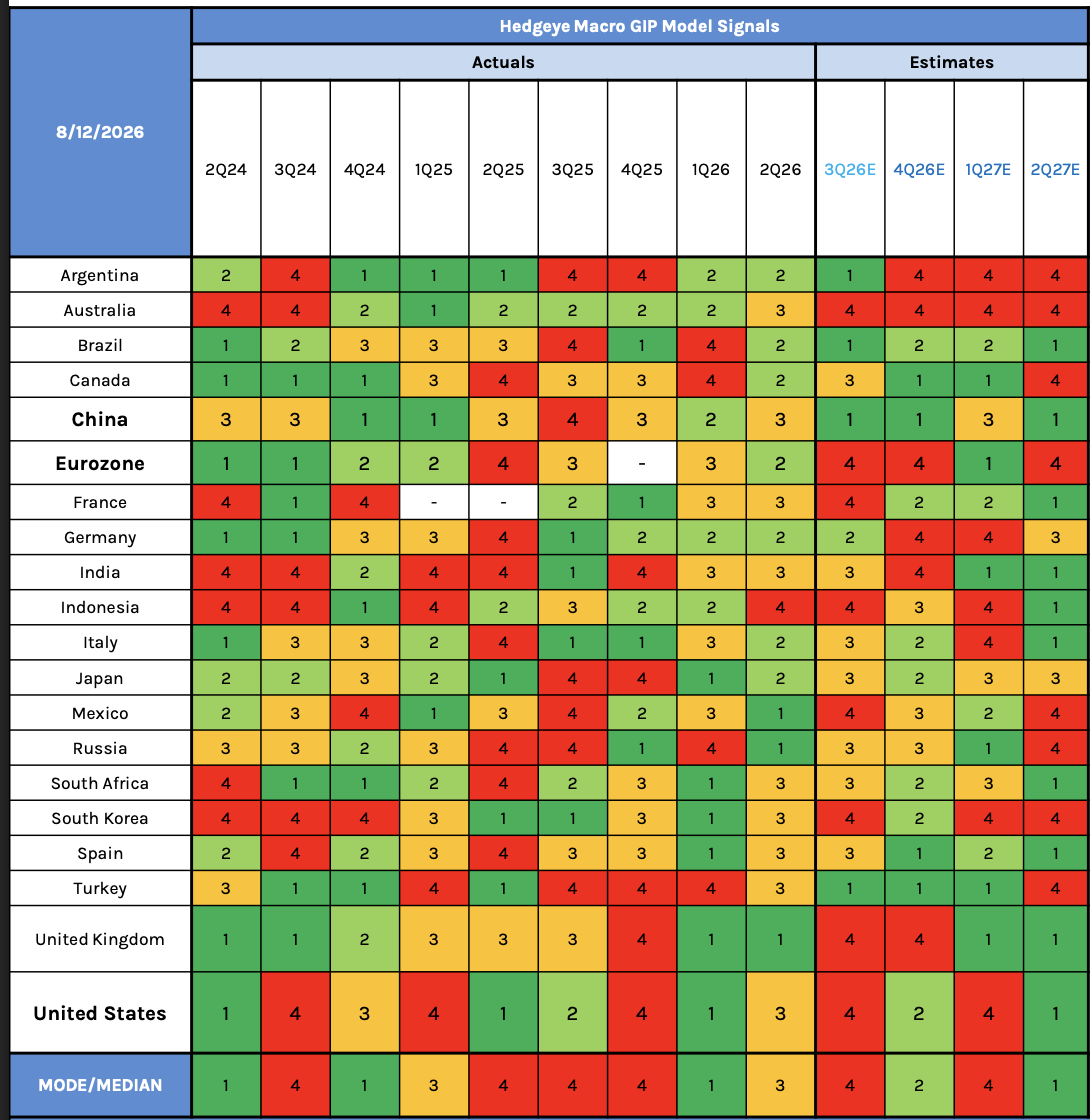 Hedgeye Macro GIP Model Signals
8/12/2026 Actuals Estimates
2Q24 3Q24 4Q24 1Q25 2Q25 3Q25 4Q25 1Q26 2Q26 3Q26E 4Q26E 1Q27E 2Q27E
Argentina 2 4 1 1 1 4 4 2 2 1 4 4 4
Australia 4 4 2 1 2 2 2 2 3 4 4 4 4
Brazil 1 2 3 3 3 4 1 4 2 1 2 2 1
Canada 1 1 1 3 4 3 3 4 2 3 1 1 4
China 3 3 1 1 3 4 3 2 3 1 1 3 1
Eurozone 1 1 2 2 4 3 - 3 2 4 4 1 4
France 4 1 4 - - 2 1 3 3 4 2 2 1
Germany 1 1 3 3 4 1 2 2 2 2 4 4 3
India 4 4 2 4 4 1 4 3 3 3 4 1 1
Indonesia 4 4 1 4 2 3 2 2 4 4 3 4 1
Italy 1 3 3 2 4 1 1 3 2 3 2 4 1
Japan 2 2 3 2 1 4 4 1 2 3 2 3 3
Mexico 2 3 4 1 3 4 2 3 1 4 3 2 4
Russia 3 3 2 3 4 4 1 4 1 3 3 1 4
South Africa 4 1 1 2 4 2 3 1 3 3 2 3 1
South Korea 4 4 4 3 1 1 3 1 3 4 2 4 4
Spain 2 4 2 3 4 3 3 1 3 3 1 2 1
Turkey 3 1 1 4 1 4 4 4 3 1 1 1 4
United Kingdom 1 1 2 3 3 3 4 1 1 4 4 1 1
United States 1 4 3 4 1 2 4 1 3 4 2 4 1
MODE/MEDIAN 1 4 1 3 4 4 4 1 3 4 2 4 1